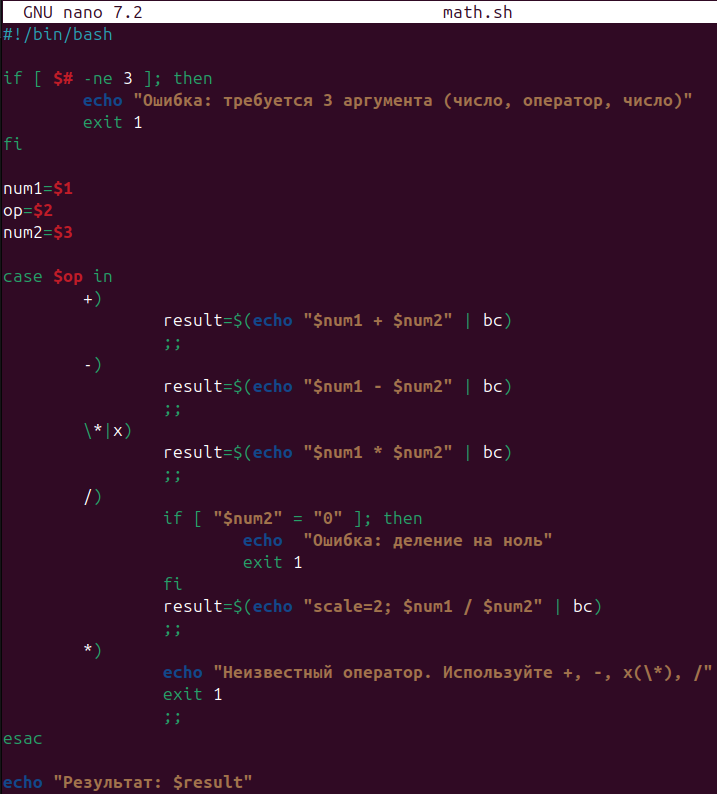 GNU nano 7.2 math.sh
#!/bin/bash
if [ $# -ne 3 ]; then
echo "Ошибка: требуется 3 аргумента (число, оператор, число)"
exit 1
fi
num1=$1
op=$2
num2=$3
case $op in
+)
result=$(echo "$num1 + $num2" | bc)
;;
-)
result=$(echo "$num1 - $num2" | bc)
;;
\*|x)
result=$(echo "$num1 * $num2" | bc)
;;
/)
if [ "$num2" = "0" ]; then
echo  "Ошибка: деление на ноль"
exit 1
fi
result=$(echo "scale=2; $num1 / $num2" | bc)
;;
*)
echo "Неизвестный оператор. Используйте +, -, x(\*), /"
exit 1
;;
esac
echo "Результат: $result"